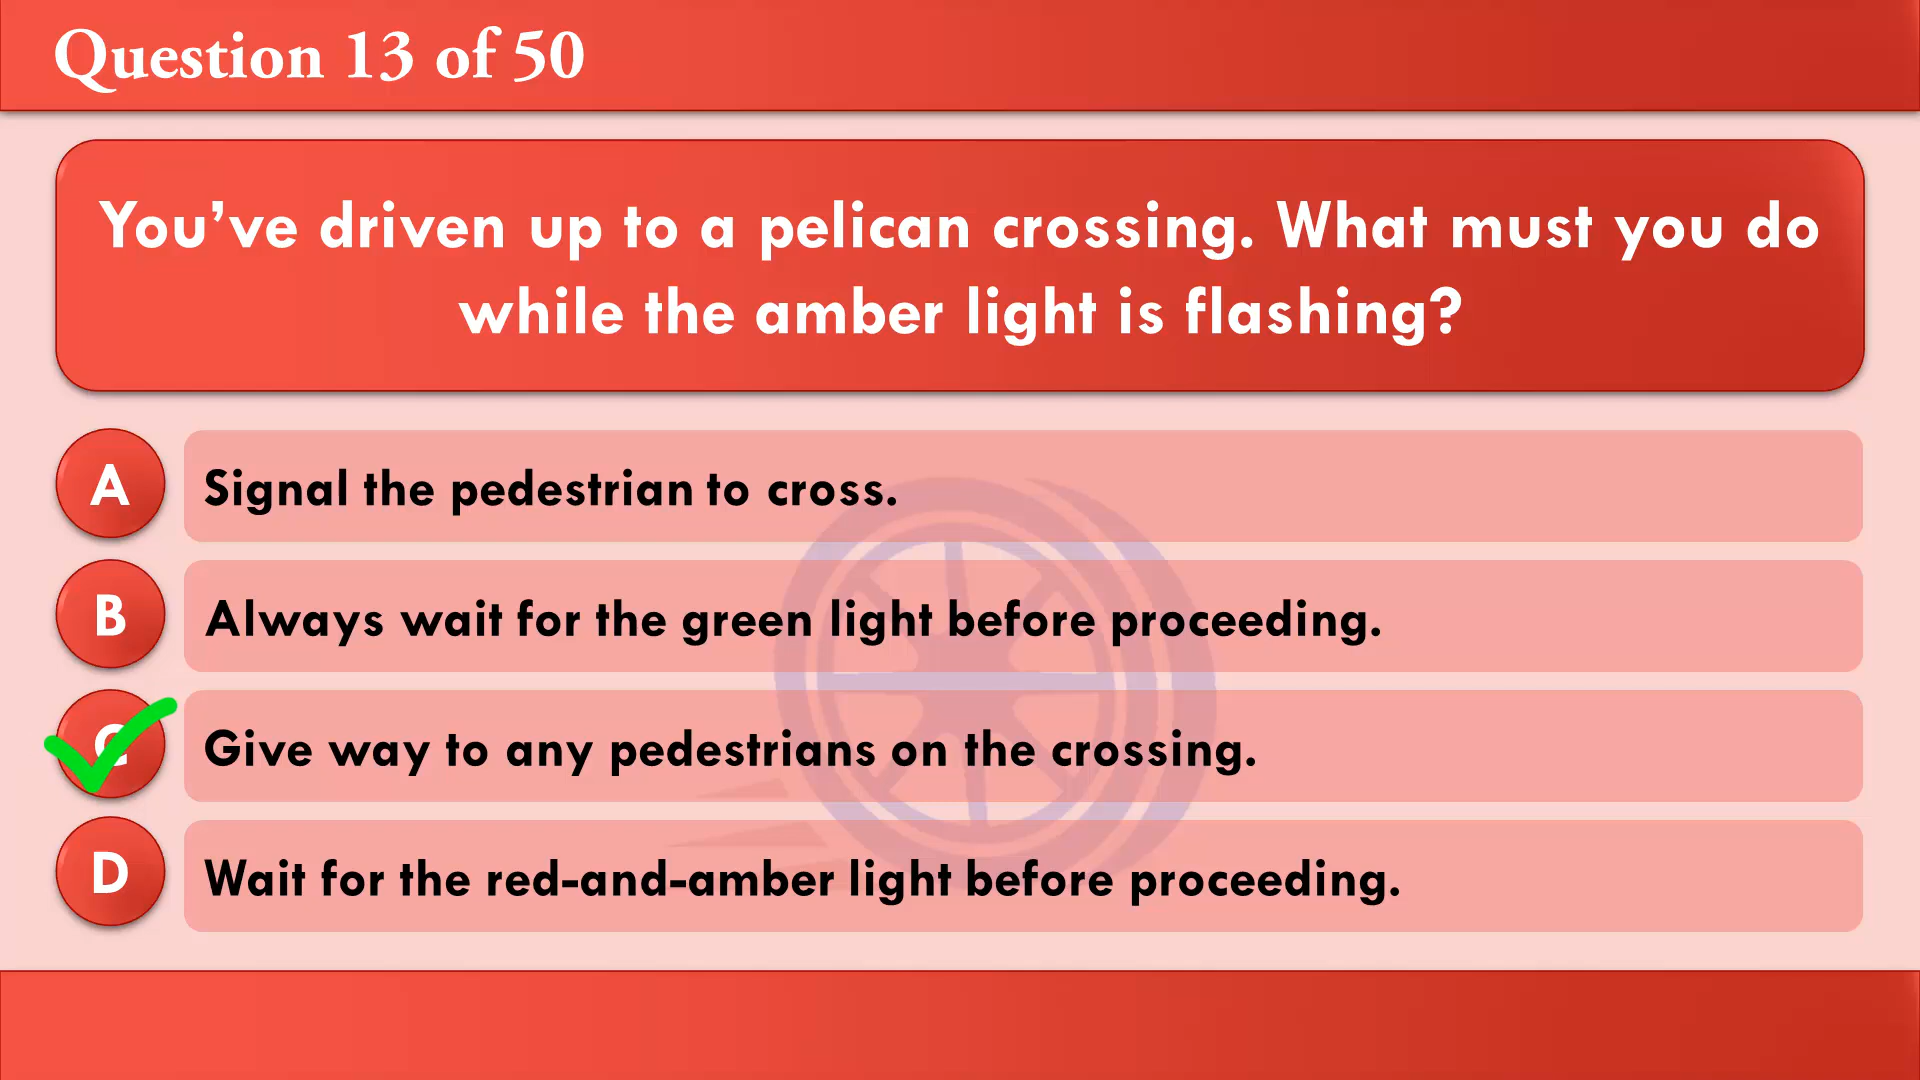 Question 13 of 50
You’ve driven up to a pelican crossing. What must you do
while the amber light is flashing?
A
Signal the pedestrian to cross.
B
Always wait for the green light before proceeding.
C
Give way to any pedestrians on the crossing.
D
Wait for the red-and-amber light before proceeding.